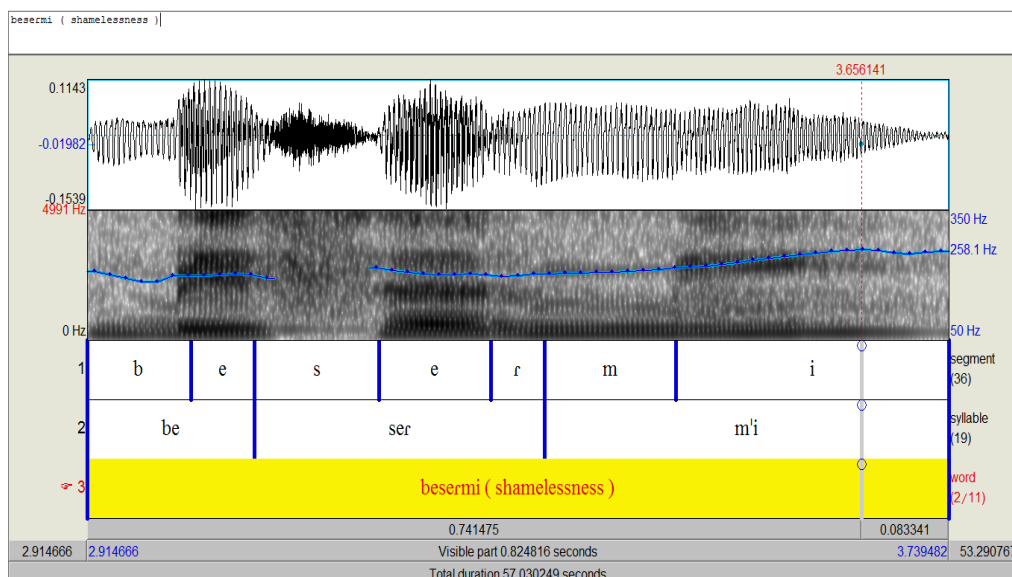 besermi ( shamelessness )
3.656141
0.1143
-0.01982
-0.1539
4991 Hz
350 Hz
258.1 Hz
0 Hz
50 Hz
1 b e s e ɾ m i segment (36)
2 be seɾ m'i syllable (19)
☞ 3 beseɾmi ( shamelessness ) word (2/11)
0.741475 0.083341
2.914666 2.914666 Visible part 0.824816 seconds 3.739482 53.290767
Total duration 57.030249 seconds